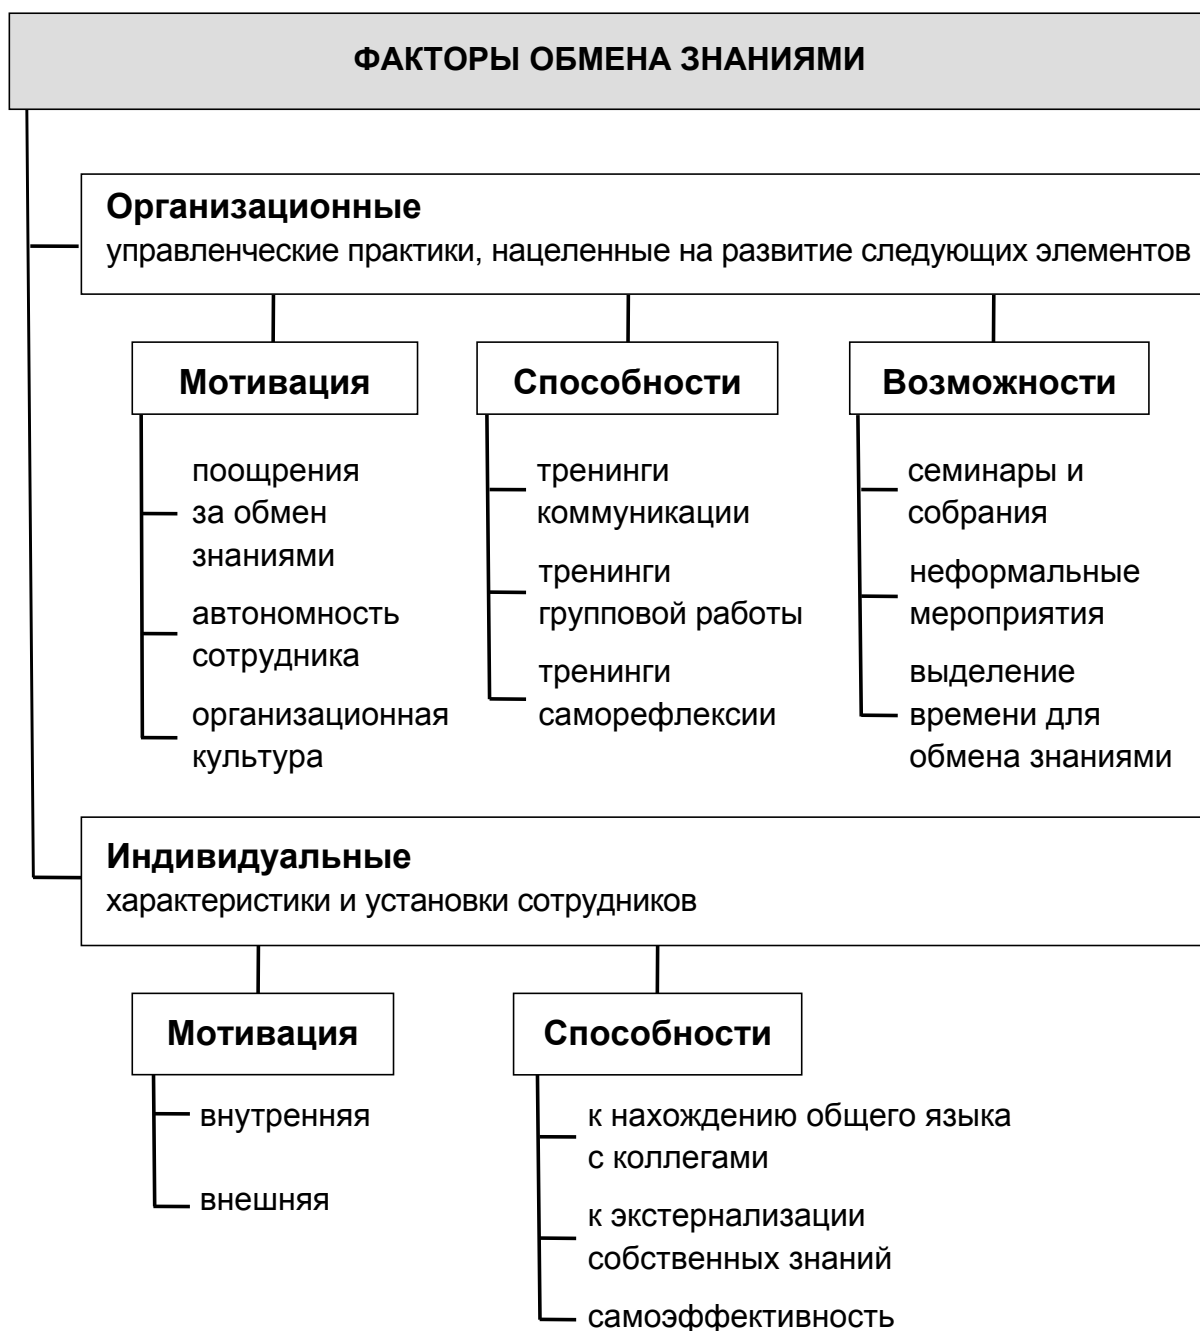 ФАКТОРЫ ОБМЕНА ЗНАНИЯМИ
Организационные
управленческие практики, нацеленные на развитие следующих элементов
Мотивация
поощрения
за обмен
знаниями
автономность
сотрудника
организационная
культура
Способности
тренинги
коммуникации
тренинги
групповой работы
тренинги
саморефлексии
Возможности
семинары и
собрания
неформальные
мероприятия
выделение
времени для
обмена знаниями
Индивидуальные
характеристики и установки сотрудников
Мотивация
внутренняя
внешняя
Способности
к нахождению общего языка
с коллегами
к экстернализации
собственных знаний
самоэффективность